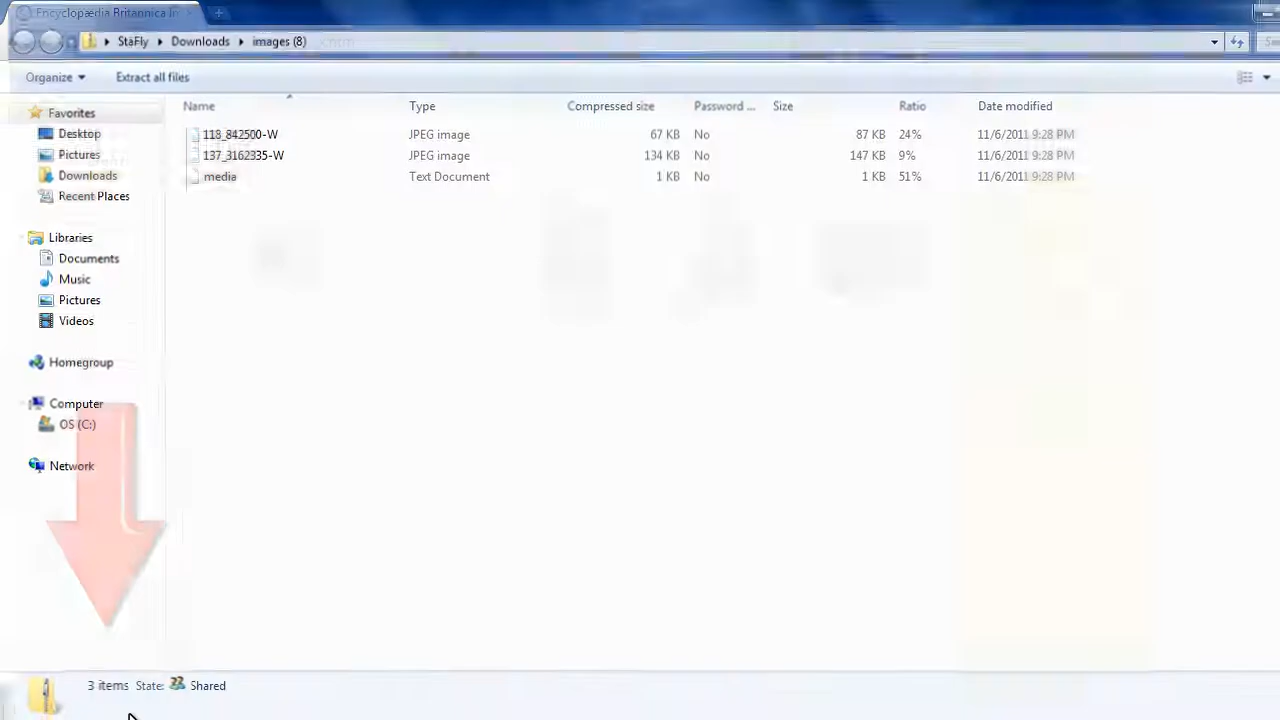 Encyclopædia Britannica Im
StaFly Downloads images (8)
Organize Extract all files
Name Type Compressed size Password ... Size Ratio Date modified
118_842500-W JPEG image 67 KB No 87 KB 24% 11/6/2011 9:28 PM
137_3162335-W JPEG image 134 KB No 147 KB 9% 11/6/2011 9:28 PM
media Text Document 1 KB No 1 KB 51% 11/6/2011 9:28 PM
Favorites
Desktop
Pictures
Downloads
Recent Places
Libraries
Documents
Music
Pictures
Videos
Homegroup
Computer
OS (C:)
Network
3 items State: Shared